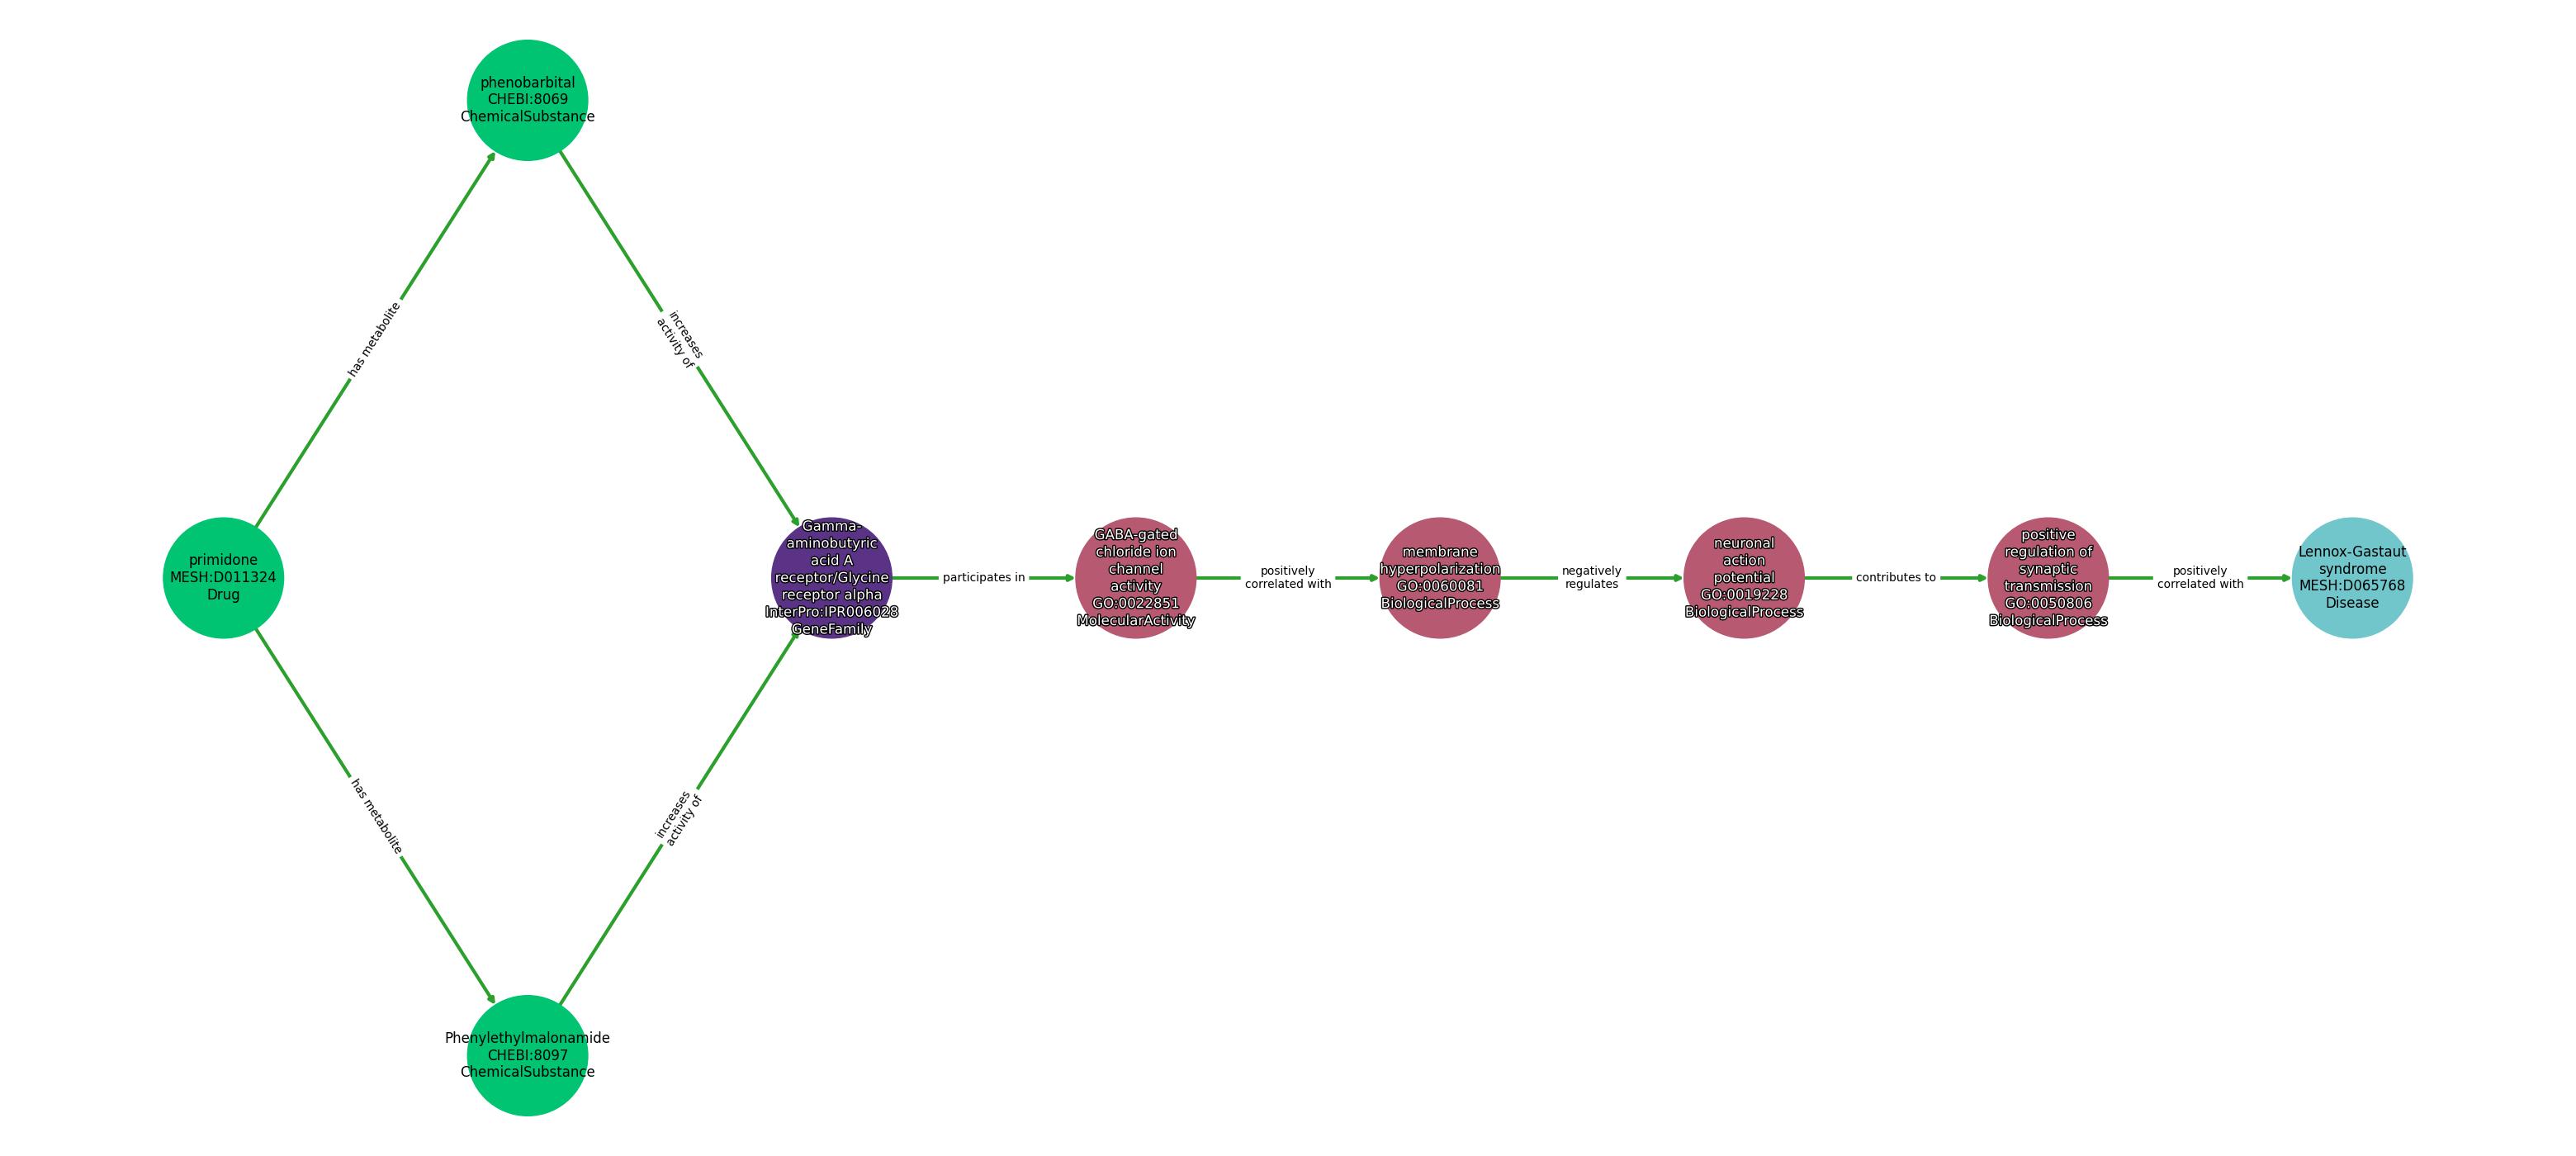 phenobarbital
CHEBI:8069
ChemicalSubstance
has metabolite
increases
activity of
primidone
MESH:D011324
Drug
Gamma-
aminobutyric
acid A
receptor/Glycine
receptor alpha
InterPro:IPR006028
GeneFamily
participates in
GABA-gated
chloride ion
channel
activity
GO:0022851
MolecularActivity
positively
correlated with
membrane
hyperpolarization
GO:0060081
BiologicalProcess
negatively
regulates
neuronal
action
potential
GO:0019228
BiologicalProcess
contributes to
positive
regulation of
synaptic
transmission
GO:0050806
BiologicalProcess
positively
correlated with
Lennox-Gastaut
syndrome
MESH:D065768
Disease
has metabolite
increases
activity of
Phenylethylmalonamide
CHEBI:8097
ChemicalSubstance